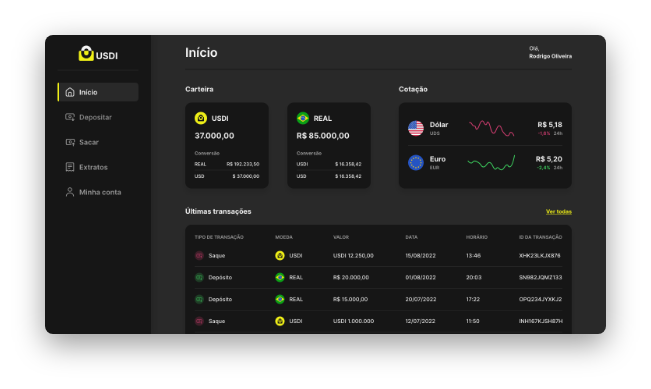 USDI
Início
Depositar
Sacar
Extratos
Minha conta
Início
Olá,
Rodrigo Oliveira
Carteira
USDI
37.000,00
Conversão
REAL R$ 192.233,90
USD $ 37.000,00
REAL
R$ 85.000,00
Conversão
USDI $ 16.358,42
USD $ 16.358,42
Cotação
Dólar R$ 5,18
USD -1,6% 24h
Euro R$ 5,20
EUR -2,4% 24h
Últimas transações Ver todas
TIPO DE TRANSAÇÃO MOEDA VALOR DATA HORÁRIO ID DA TRANSAÇÃO
Saque USDI USDI 12.250,00 15/08/2022 13:46 XHK23LKJX876
Depósito REAL R$ 20.000,00 01/08/2022 20:03 SN982JQMZ133
Depósito REAL R$ 15.000,00 20/07/2022 17:22 OPQ234JYXKJ2
Saque USDI USDI 1.000.000 12/07/2022 11:50 INH167KJSH87H